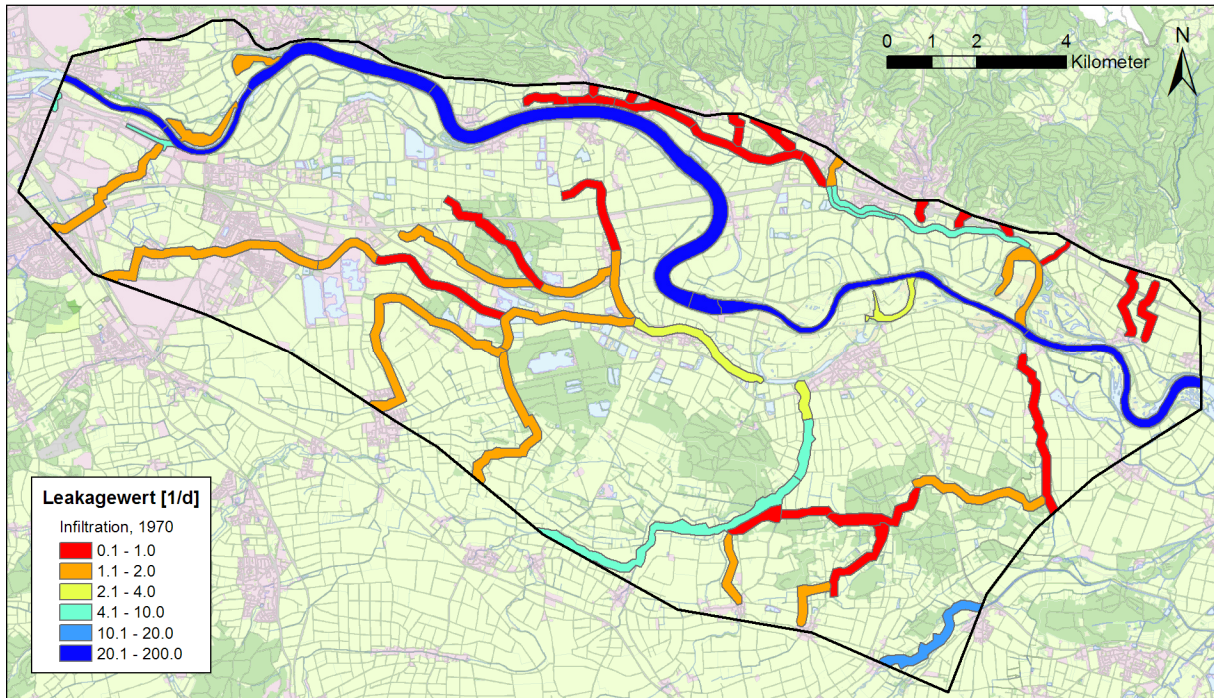 N
0 1 2 4
Kilometer
Leakagewert [1/d]
Infiltration, 1970
0.1 - 1.0
1.1 - 2.0
2.1 - 4.0
4.1 - 10.0
10.1 - 20.0
20.1 - 200.0